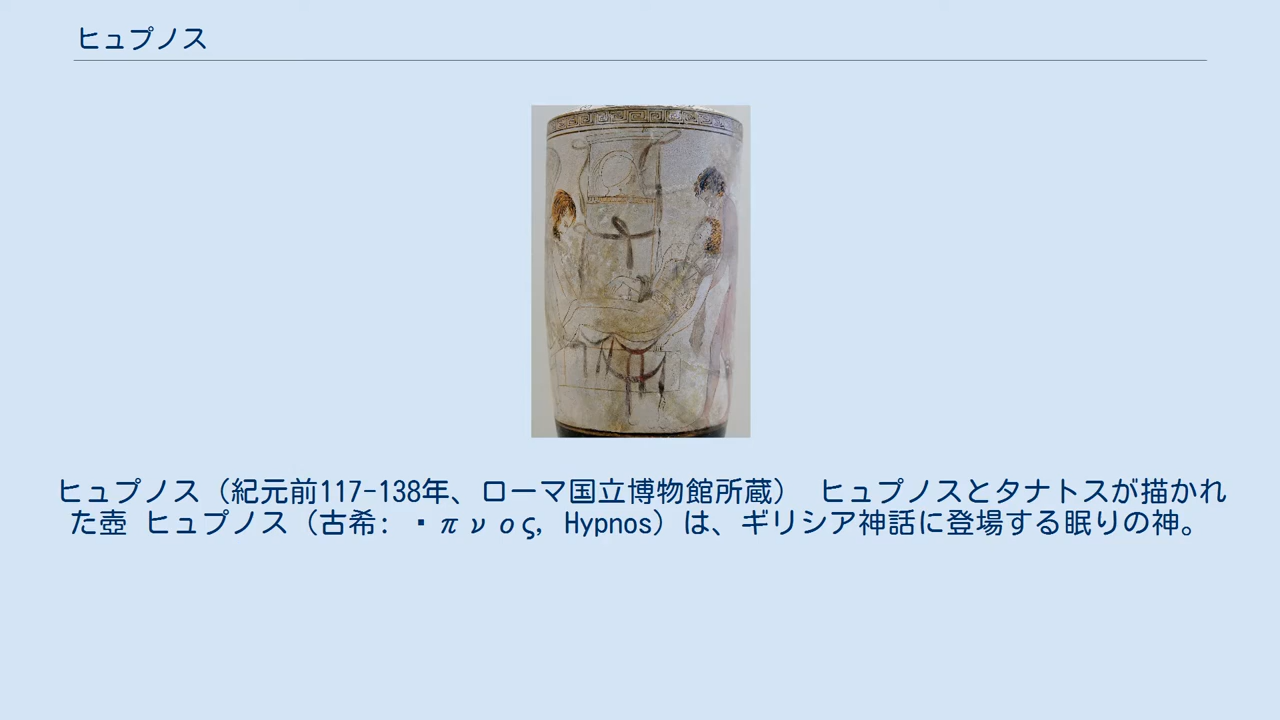 ヒュプノス
ヒュプノス（紀元前117-138年、ローマ国立博物館所蔵） ヒュプノスとタナトスが描かれ
た壺 ヒュプノス（古希: ･πνος, Hypnos）は、ギリシア神話に登場する眠りの神。